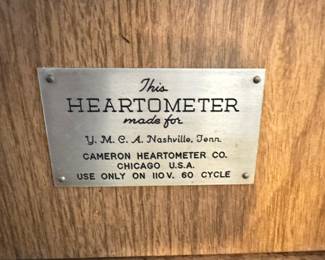 This
HEARTOMETER
made for
Y. M. C. A. Nashville, Tenn.
CAMERON HEARTOMETER CO.
CHICAGO U.S.A.
USE ONLY ON 110 V. 60 CYCLE